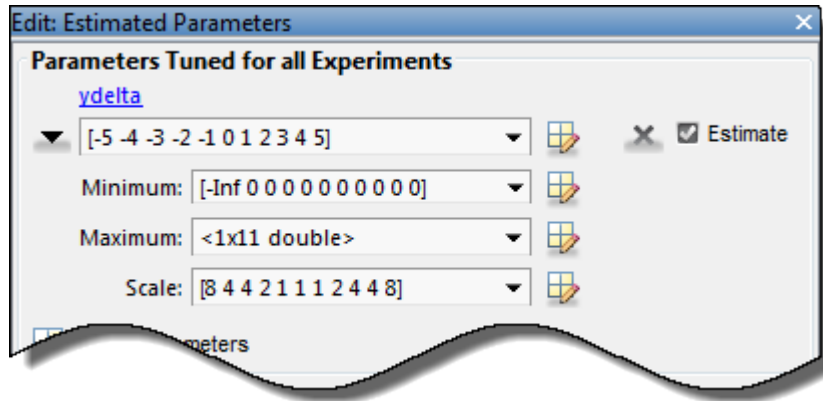 Edit: Estimated Parameters
Parameters Tuned for all Experiments
ydelta
[-5 -4 -3 -2 -1 0 1 2 3 4 5]
Estimate
Minimum: [-Inf 0 0 0 0 0 0 0 0 0 0]
Maximum: <1x11 double>
Scale: [8 4 4 2 1 1 1 2 4 4 8]